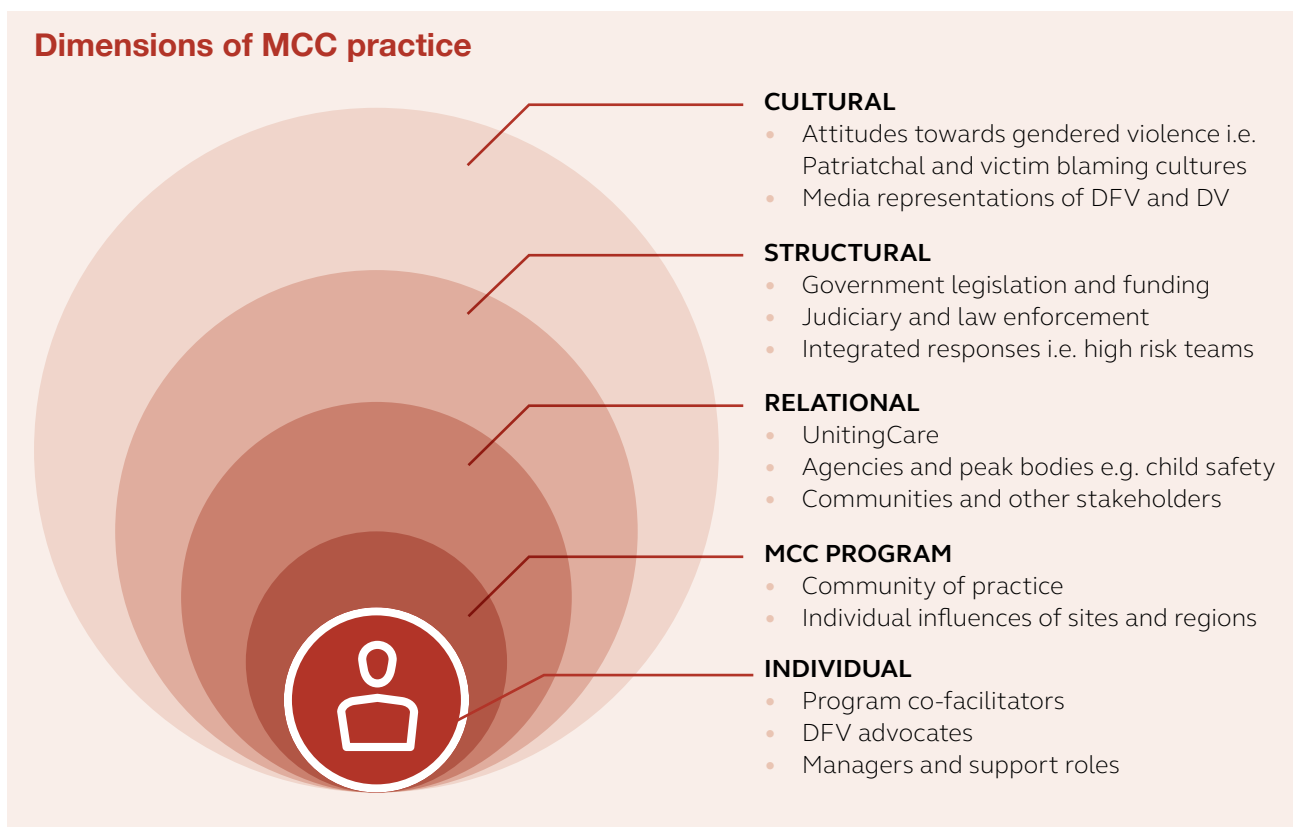 Dimensions of MCC practice
CULTURAL
• Attitudes towards gendered violence i.e.
Patriatchal and victim blaming cultures
• Media representations of DFV and DV
STRUCTURAL
• Government legislation and funding
• Judiciary and law enforcement
• Integrated responses i.e. high risk teams
RELATIONAL
• UnitingCare
• Agencies and peak bodies e.g. child safety
• Communities and other stakeholders
MCC PROGRAM
• Community of practice
• Individual influences of sites and regions
INDIVIDUAL
• Program co-facilitators
• DFV advocates
• Managers and support roles